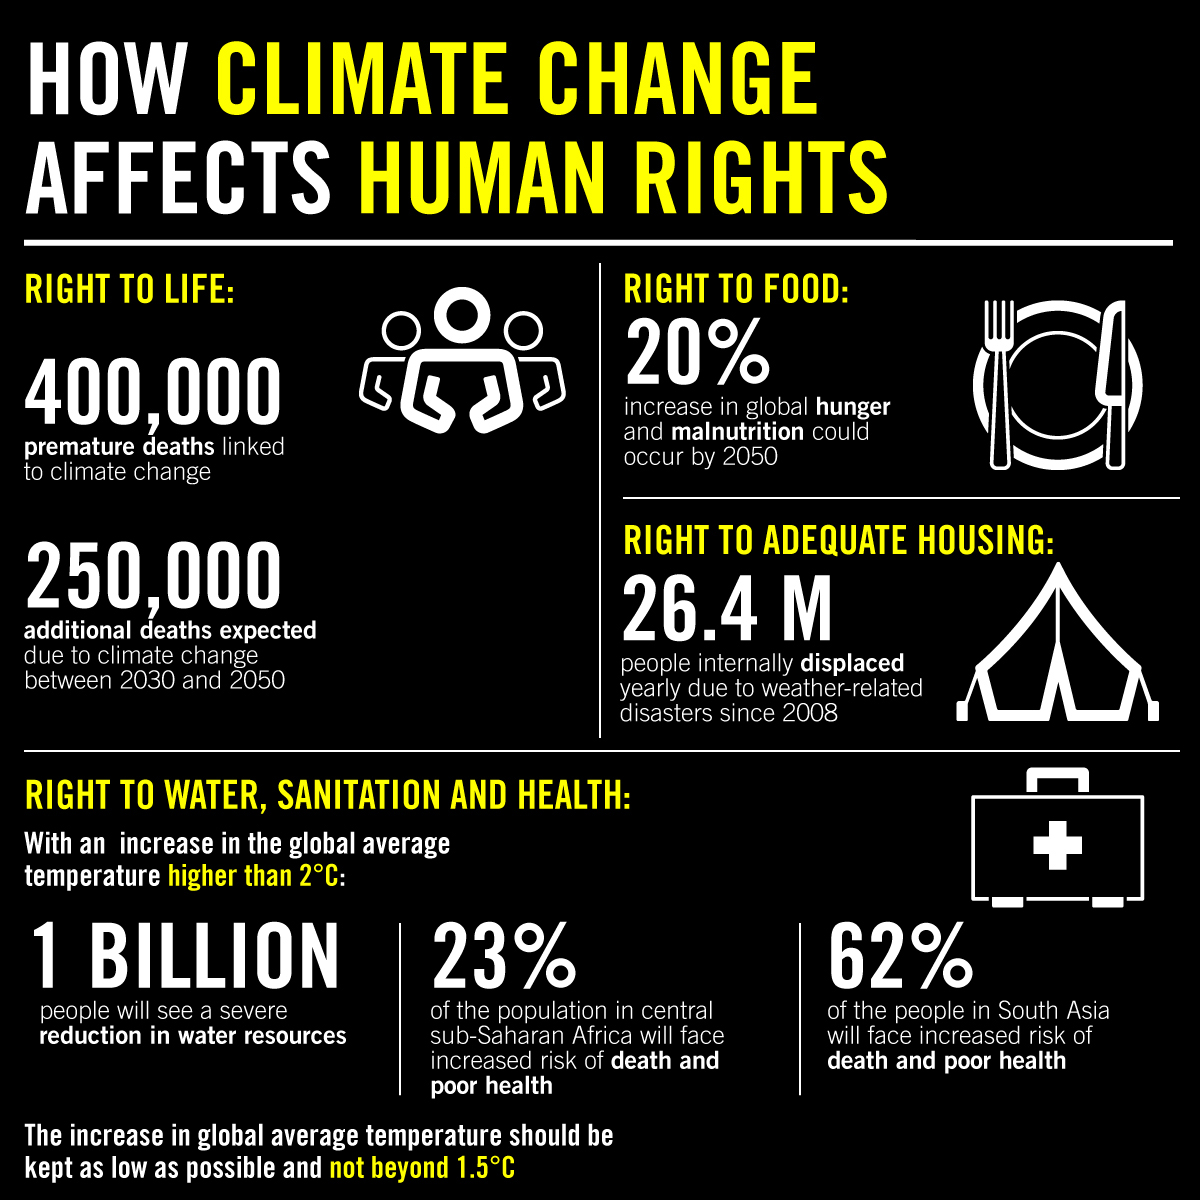 HOW CLIMATE CHANGE
AFFECTS HUMAN RIGHTS
RIGHT TO LIFE:
400,000
premature deaths linked
to climate change
250,000
additional deaths expected
due to climate change
between 2030 and 2050
RIGHT TO FOOD:
20%
increase in global hunger
and malnutrition could
occur by 2050
RIGHT TO ADEQUATE HOUSING:
26.4 M
people internally displaced
yearly due to weather-related
disasters since 2008
RIGHT TO WATER, SANITATION AND HEALTH:
With an increase in the global average
temperature higher than 2°C:
1 BILLION
people will see a severe
reduction in water resources
23%
of the population in central
sub-Saharan Africa will face
increased risk of death and
poor health
62%
of the people in South Asia
will face increased risk of
death and poor health
The increase in global average temperature should be
kept as low as possible and not beyond 1.5°C